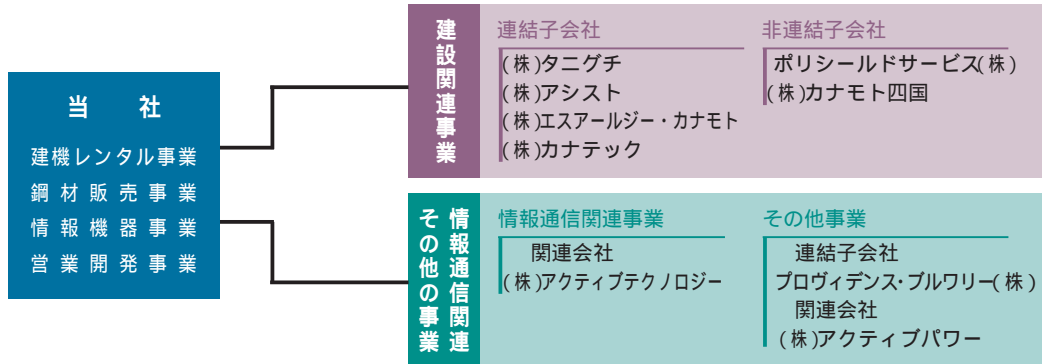 当 社
建機レンタル事業
鋼材販売事業
情報機器事業
営業開発事業
建設関連事業
連結子会社
(株)タニグチ
(株)アシスト
(株)エスアールジー・カナモト
(株)カナテック
非連結子会社
ポリシールドサービス(株)
(株)カナモト四国
情報通信関連
その他の事業
情報通信関連事業
関連会社
(株)アクティブテクノロジー
その他事業
連結子会社
プロヴィデンス・ブルワリー(株)
関連会社
(株)アクティブパワー